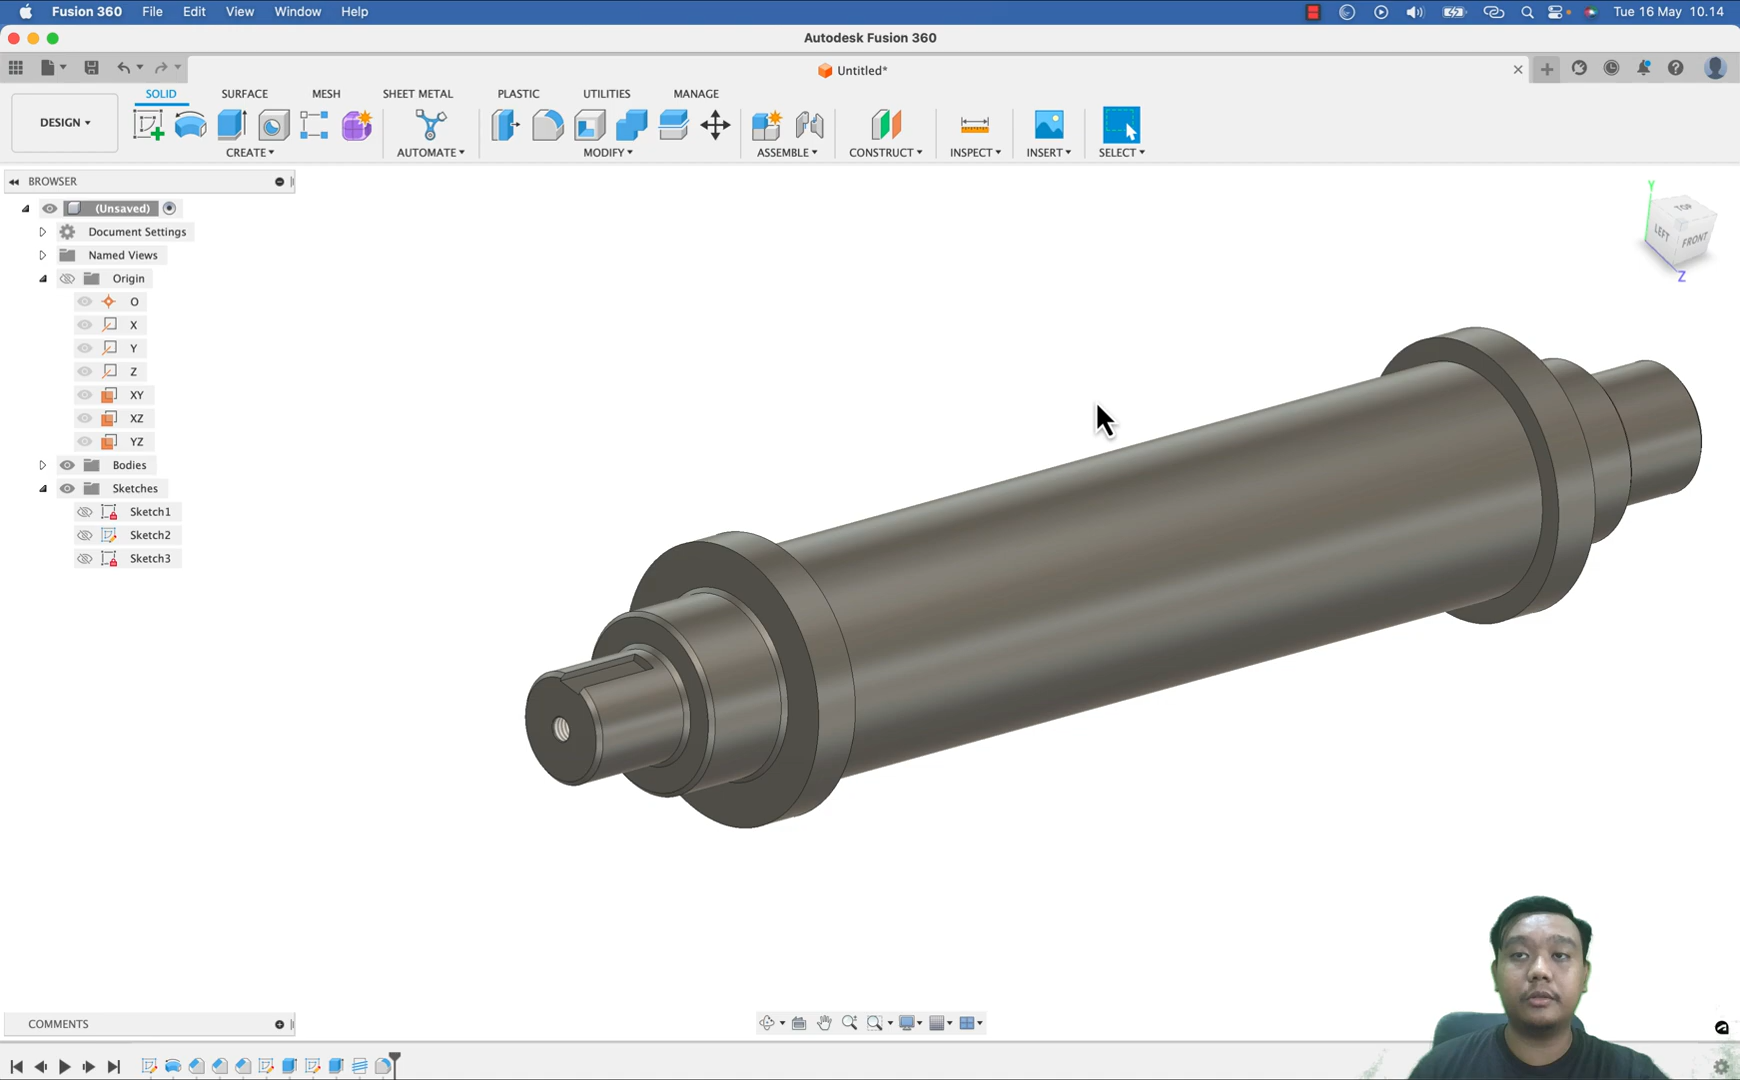 Fusion 360 File Edit View Window Help Tue 16 May 10.14
Autodesk Fusion 360
Untitled*
SOLID SURFACE MESH SHEET METAL PLASTIC UTILITIES MANAGE
DESIGN
CREATE AUTOMATE MODIFY ASSEMBLE CONSTRUCT INSPECT INSERT SELECT
BROWSER
(Unsaved)
Document Settings
Named Views
Origin
O
X
Y
Z
XY
XZ
YZ
Bodies
Sketches
Sketch1
Sketch2
Sketch3
Y
TOP
LEFT FRONT
Z
COMMENTS